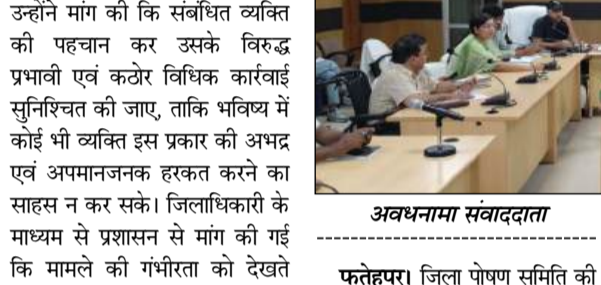 उन्होंने मांग की कि संबंधित व्यक्ति
की पहचान कर उसके विरुद्ध
प्रभावी एवं कठोर विधिक कार्रवाई
सुनिश्चित की जाए, ताकि भविष्य में
कोई भी व्यक्ति इस प्रकार की अभद्र
एवं अपमानजनक हरकत करने का
साहस न कर सके। जिलाधिकारी के
माध्यम से प्रशासन से मांग की गई
कि मामले की गंभीरता को देखते
अवधनामा संवाददाता
फतेहपुर। जिला पोषण समिति की